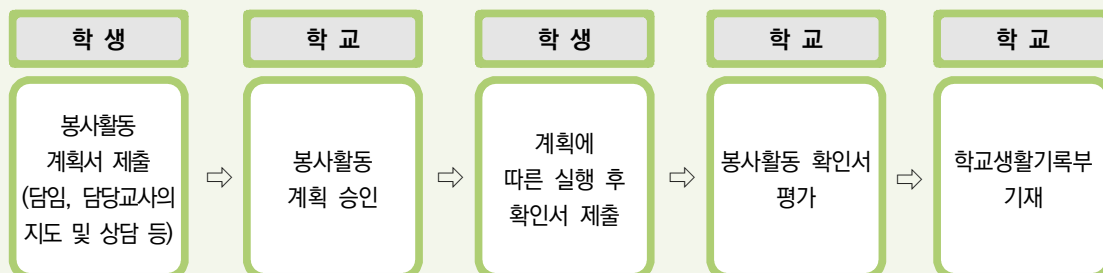 학 생
봉사활동
계획서 제출
(담임, 담당교사의
지도 및 상담 등)
⇨
학 교
봉사활동
계획 승인
⇨
학 생
계획에
따른 실행 후
확인서 제출
⇨
학 교
봉사활동 확인서
평가
⇨
학 교
학교생활기록부
기재